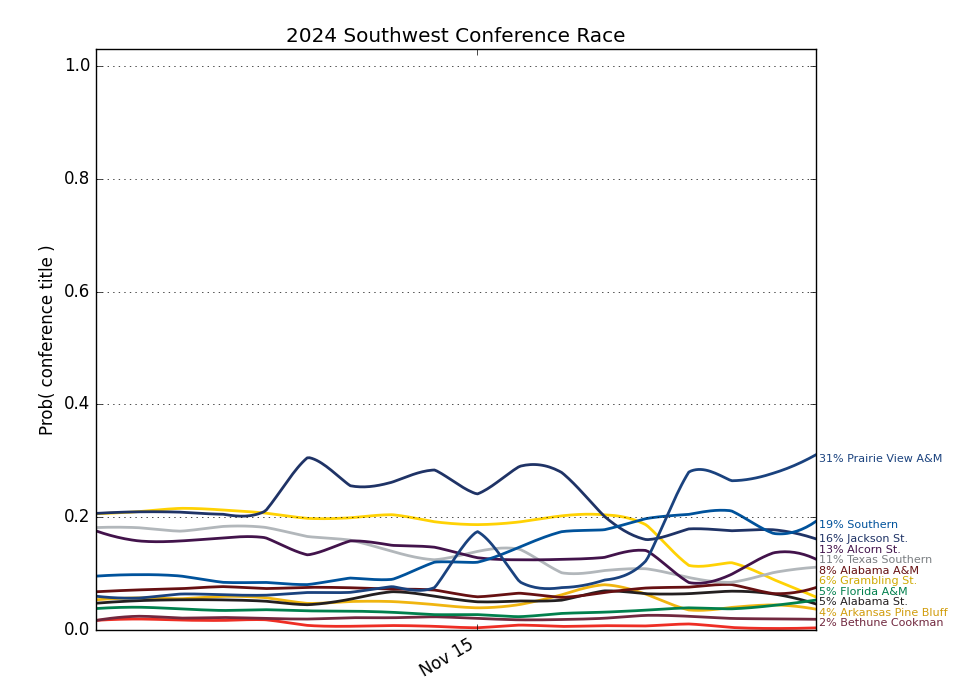 2024 Southwest Conference Race
Prob( conference title )
1.0
0.8
0.6
0.4
0.2
0.0
Nov 15
31% Prairie View A&M
19% Southern
16% Jackson St.
13% Alcorn St.
11% Texas Southern
8% Alabama A&M
6% Grambling St.
5% Florida A&M
5% Alabama St.
4% Arkansas Pine Bluff
2% Bethune Cookman